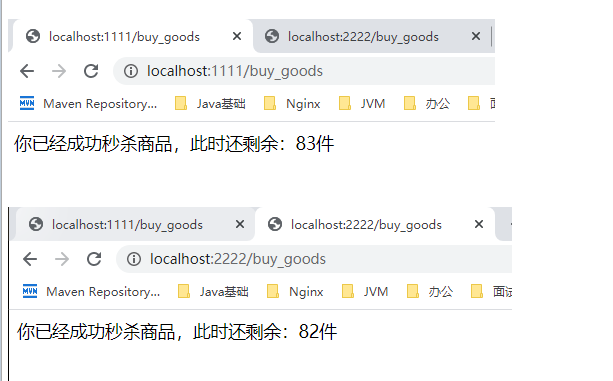 localhost:1111/buy_goods localhost:2222/buy_goods
localhost:1111/buy_goods
MVN Maven Repository... Java基础 Nginx JVM 办公
你已经成功秒杀商品，此时还剩余：83件
localhost:1111/buy_goods localhost:2222/buy_goods
localhost:2222/buy_goods
MVN Maven Repository... Java基础 Nginx JVM 办公 面试
你已经成功秒杀商品，此时还剩余：82件